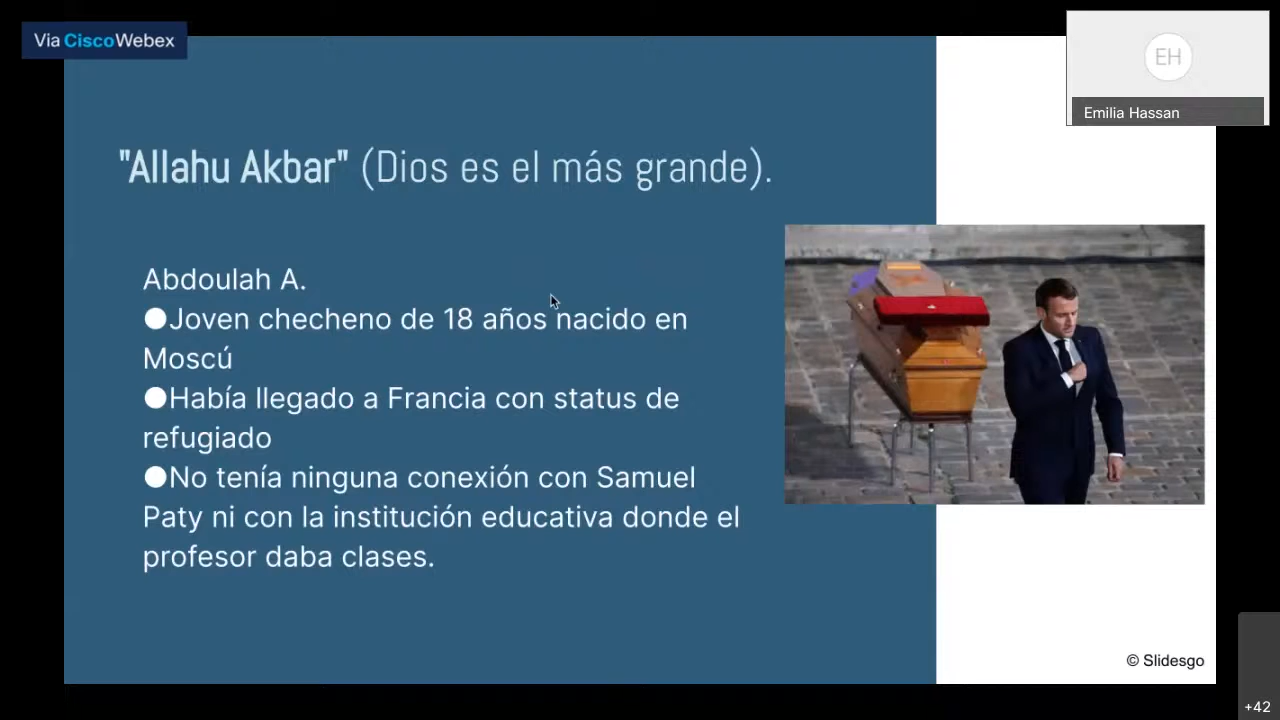 Via CiscoWebex
EH
Emilia Hassan
"Allahu Akbar" (Dios es el más grande).
Abdoulah A.
●Joven checheno de 18 años nacido en
Moscú
●Había llegado a Francia con status de
refugiado
●No tenía ninguna conexión con Samuel
Paty ni con la institución educativa donde el
profesor daba clases.
© Slidesgo
+42